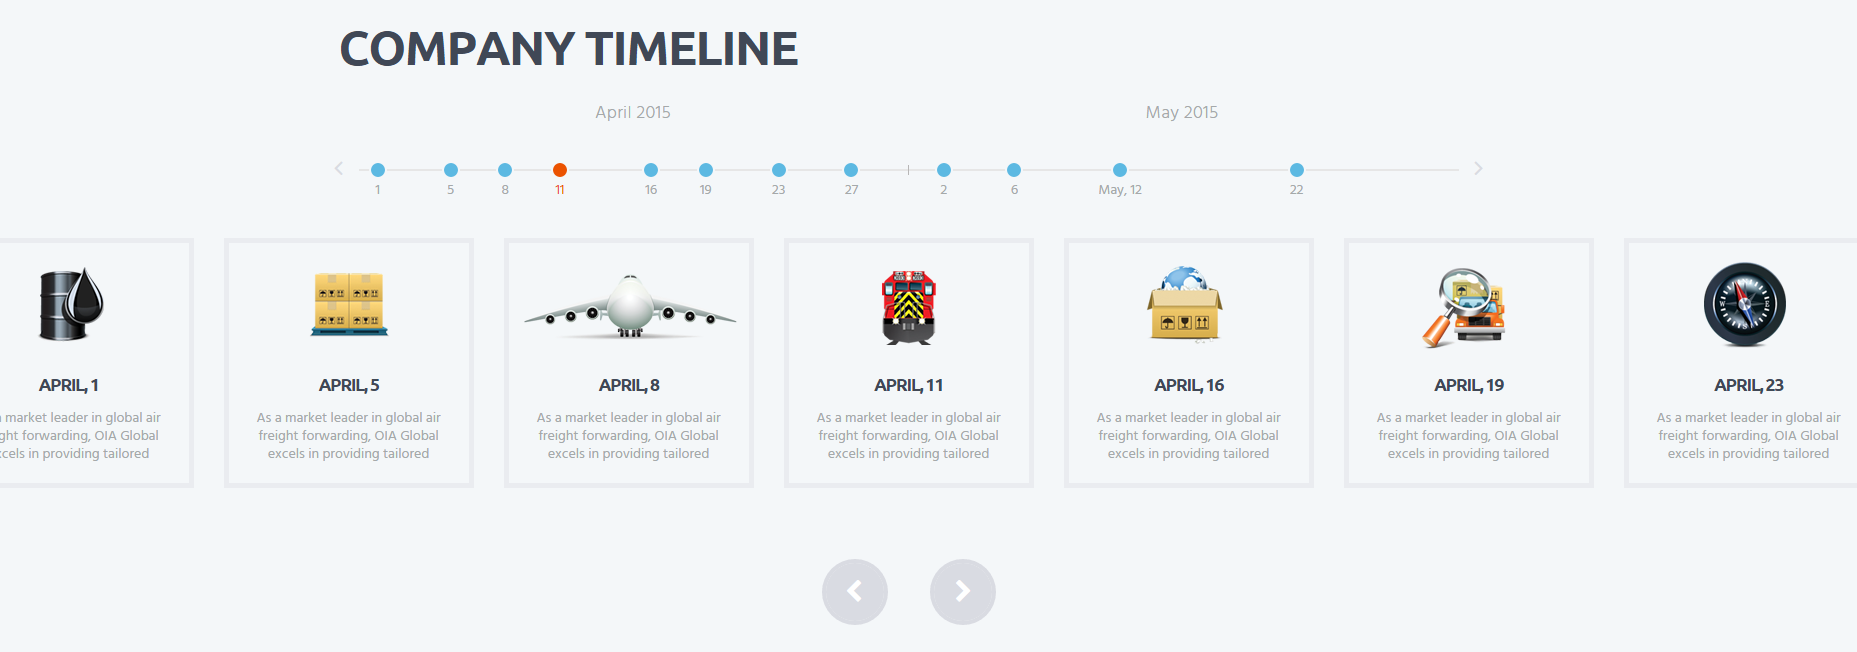 COMPANY TIMELINE
April 2015
May 2015
1 5 8 11 16 19 23 27 2 6 May, 12 22
APRIL, 1
market leader in global air
forwarding, OIA Global
in providing tailored
APRIL, 5
As a market leader in global air
freight forwarding, OIA Global
excels in providing tailored
APRIL, 8
As a market leader in global air
freight forwarding, OIA Global
excels in providing tailored
APRIL, 11
As a market leader in global air
freight forwarding, OIA Global
excels in providing tailored
APRIL, 16
As a market leader in global air
freight forwarding, OIA Global
excels in providing tailored
APRIL, 19
As a market leader in global air
freight forwarding, OIA Global
excels in providing tailored
APRIL, 23
As a market leader in global air
freight forwarding, OIA Global
excels in providing tailored